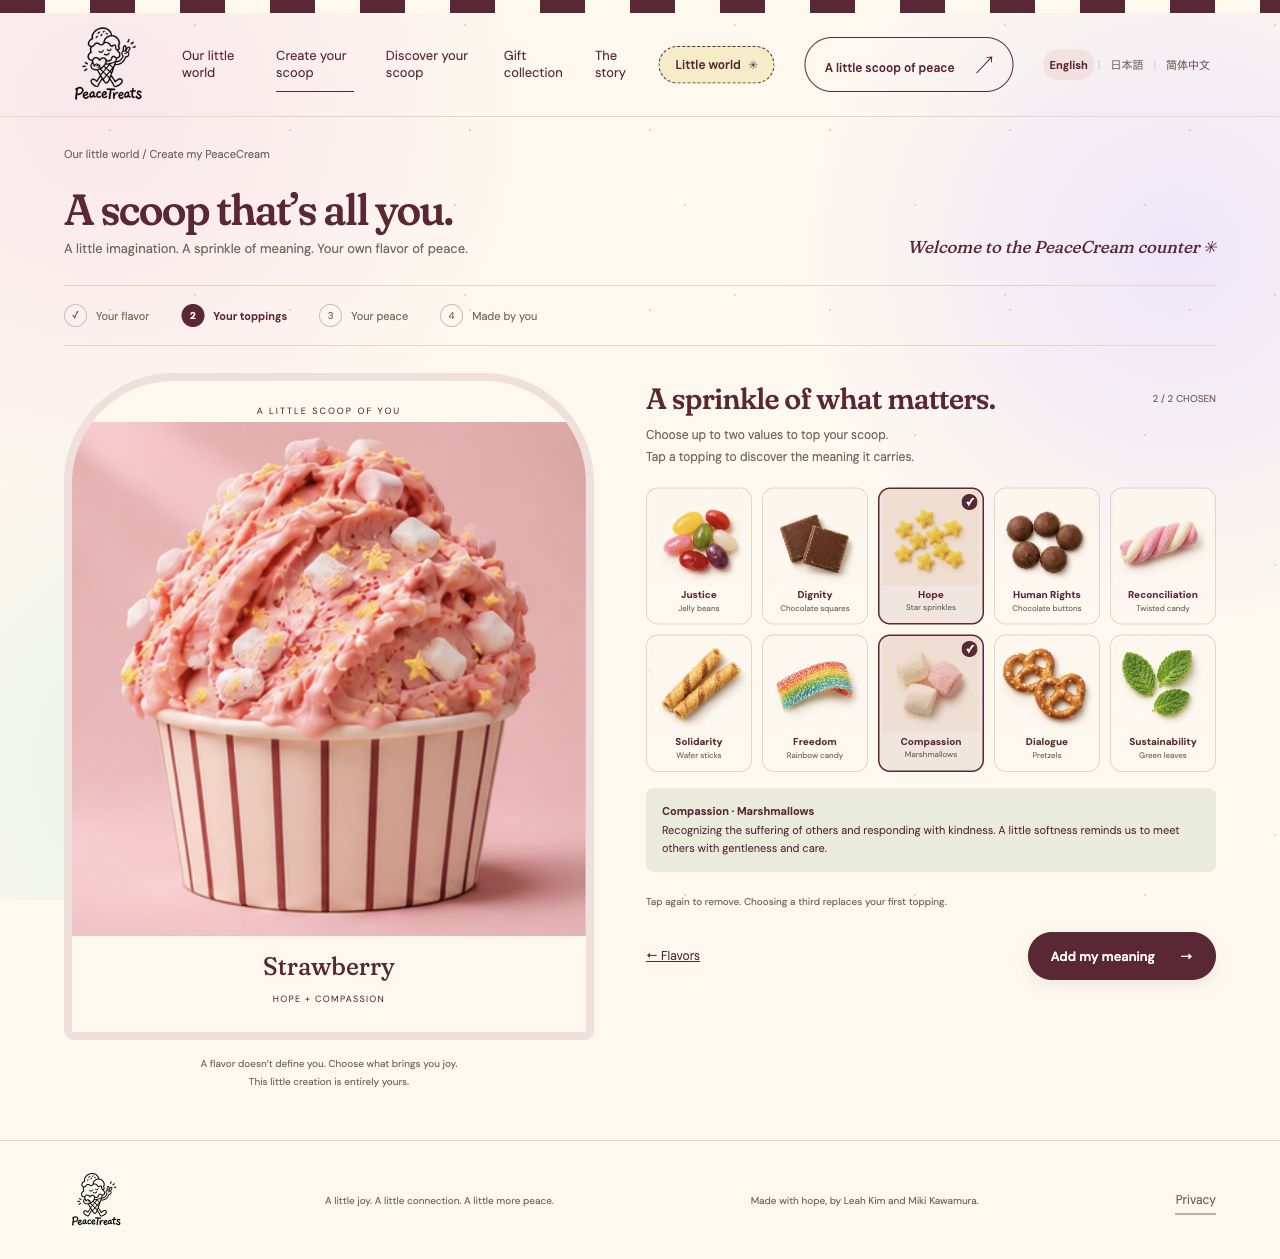 PeaceTreats
Our little world
Create your scoop
Discover your scoop
Gift collection
The story
Little world ✳
A little scoop of peace ↗
English | 日本語 | 简体中文
Our little world / Create my PeaceCream
A scoop that’s all you.
A little imagination. A sprinkle of meaning. Your own flavor of peace.
Welcome to the PeaceCream counter ✳
✓ Your flavor
2 Your toppings
3 Your peace
4 Made by you
A LITTLE SCOOP OF YOU
Strawberry
HOPE + COMPASSION
A flavor doesn’t define you. Choose what brings you joy.
This little creation is entirely yours.
A sprinkle of what matters.
2 / 2 CHOSEN
Choose up to two values to top your scoop.
Tap a topping to discover the meaning it carries.
Justice
Jelly beans
Dignity
Chocolate squares
✓
Hope
Star sprinkles
Human Rights
Chocolate buttons
Reconciliation
Twisted candy
Solidarity
Wafer sticks
Freedom
Rainbow candy
✓
Compassion
Marshmallows
Dialogue
Pretzels
Sustainability
Green leaves
Compassion · Marshmallows
Recognizing the suffering of others and responding with kindness. A little softness reminds us to meet
others with gentleness and care.
Tap again to remove. Choosing a third replaces your first topping.
← Flavors
Add my meaning →
PeaceTreats
A little joy. A little connection. A little more peace.
Made with hope, by Leah Kim and Miki Kawamura.
Privacy